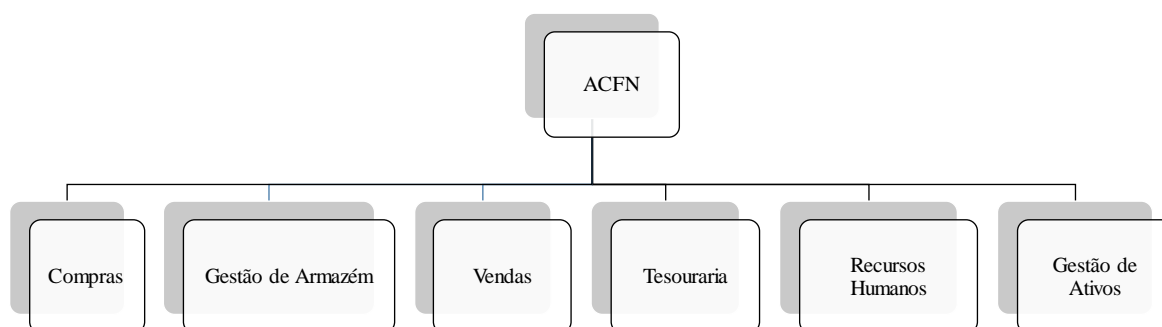 ACFN
Compras
Gestão de Armazém
Vendas
Tesouraria
Recursos
Humanos
Gestão de
Ativos